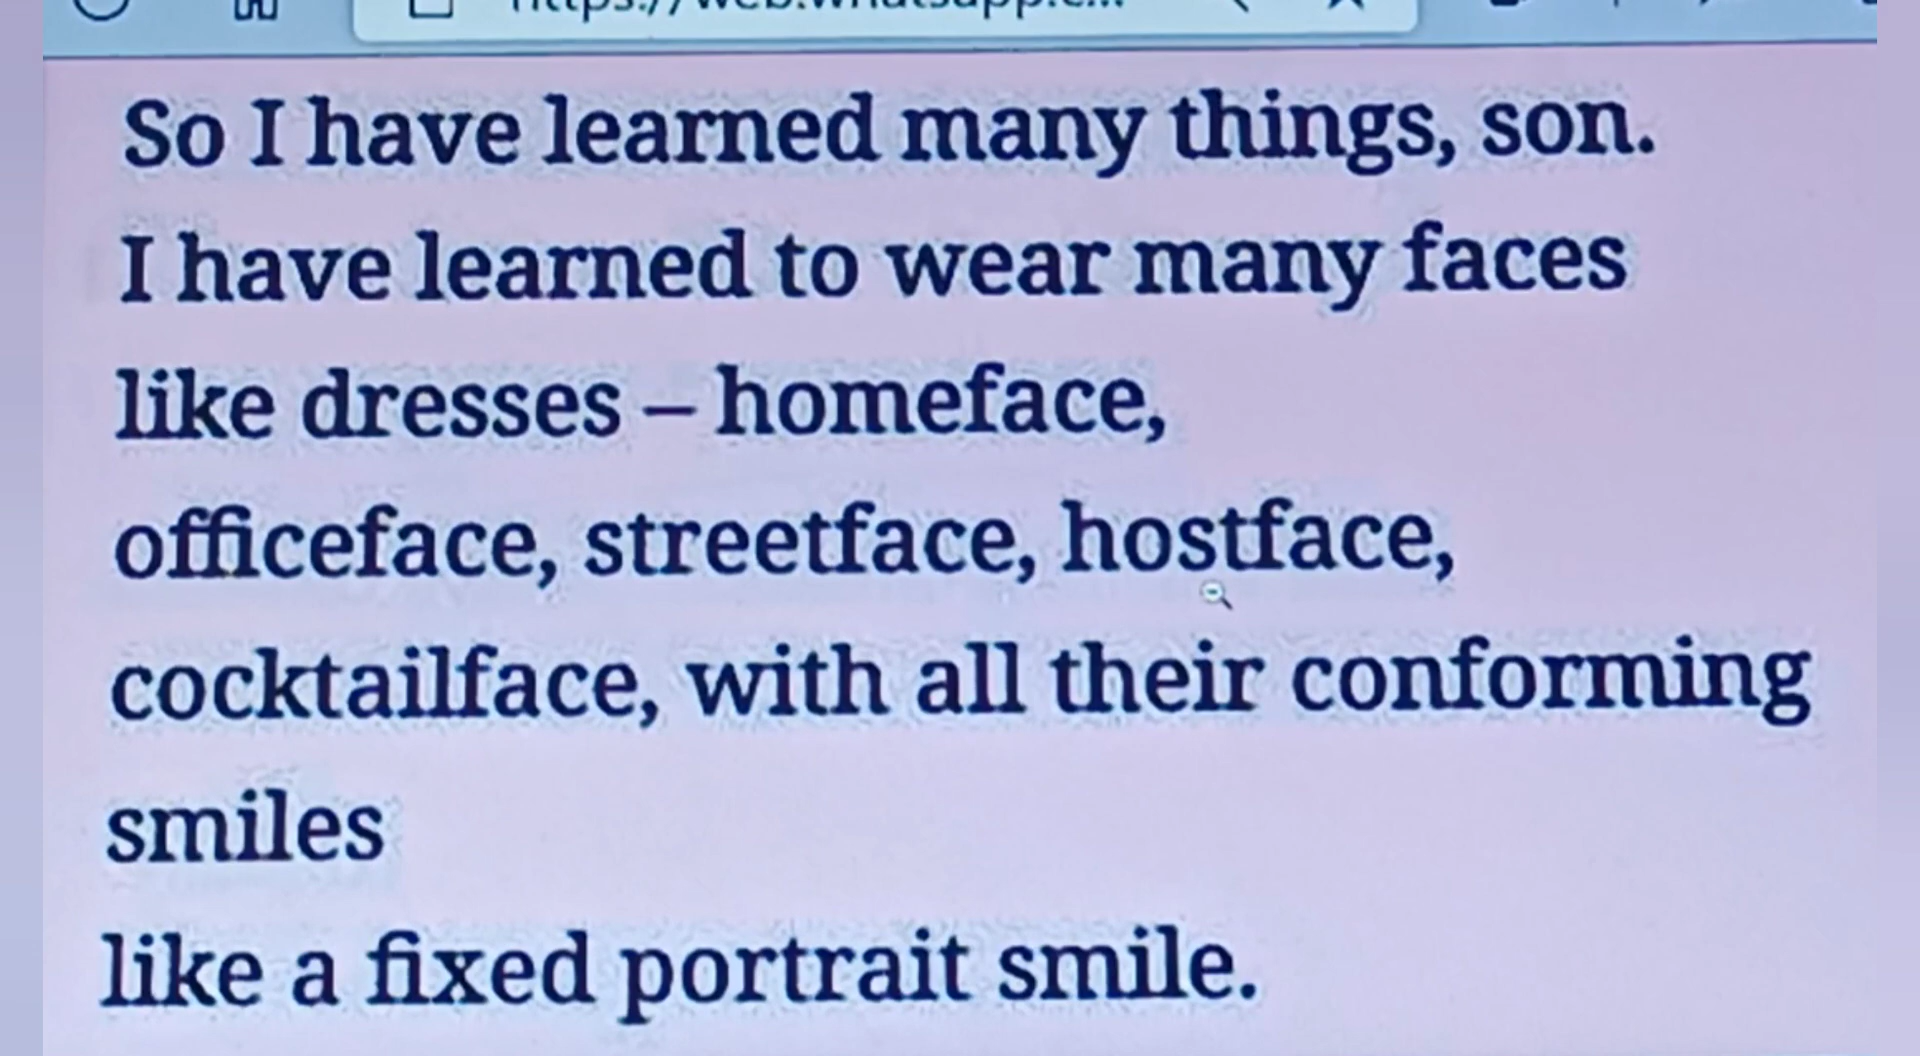 So I have learned many things, son.
I have learned to wear many faces
like dresses – homeface,
officeface, streetface, hostface,
cocktailface, with all their conforming
smiles
like a fixed portrait smile.